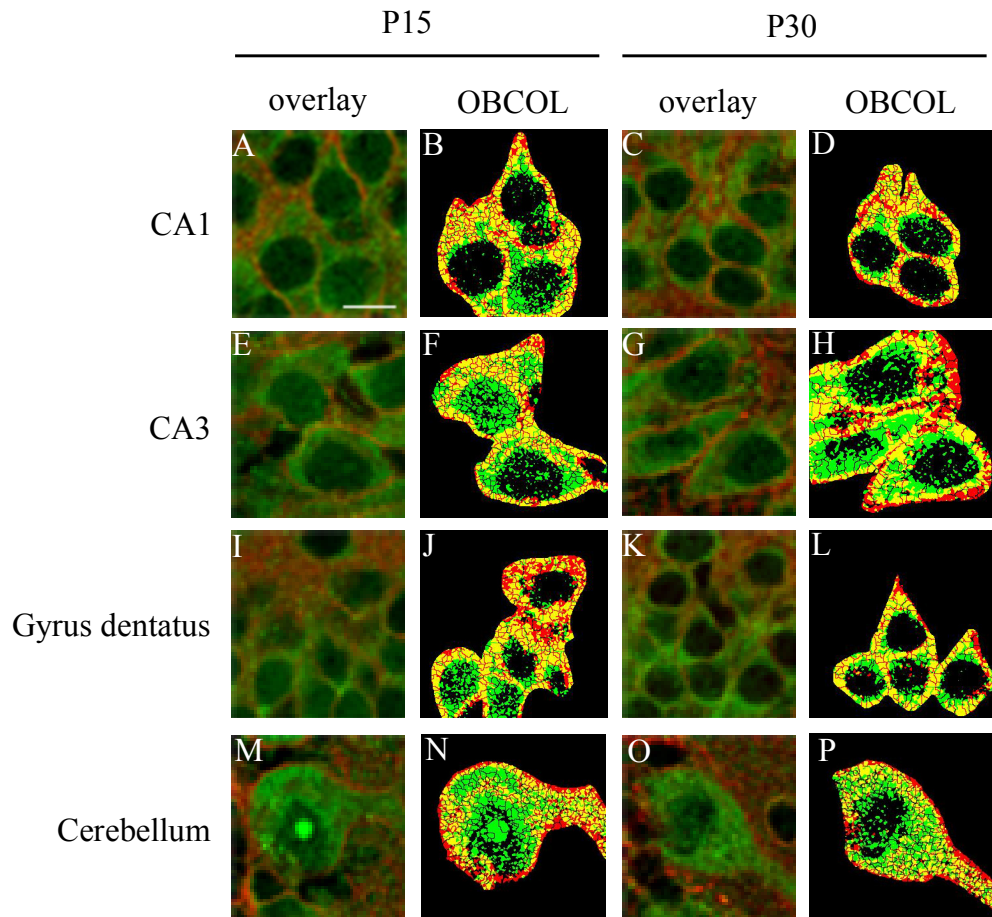 P15 P30
overlay OBCOL overlay OBCOL
A B C D
CA1
E F G H
CA3
I J K L
Gyrus dentatus
M N O P
Cerebellum